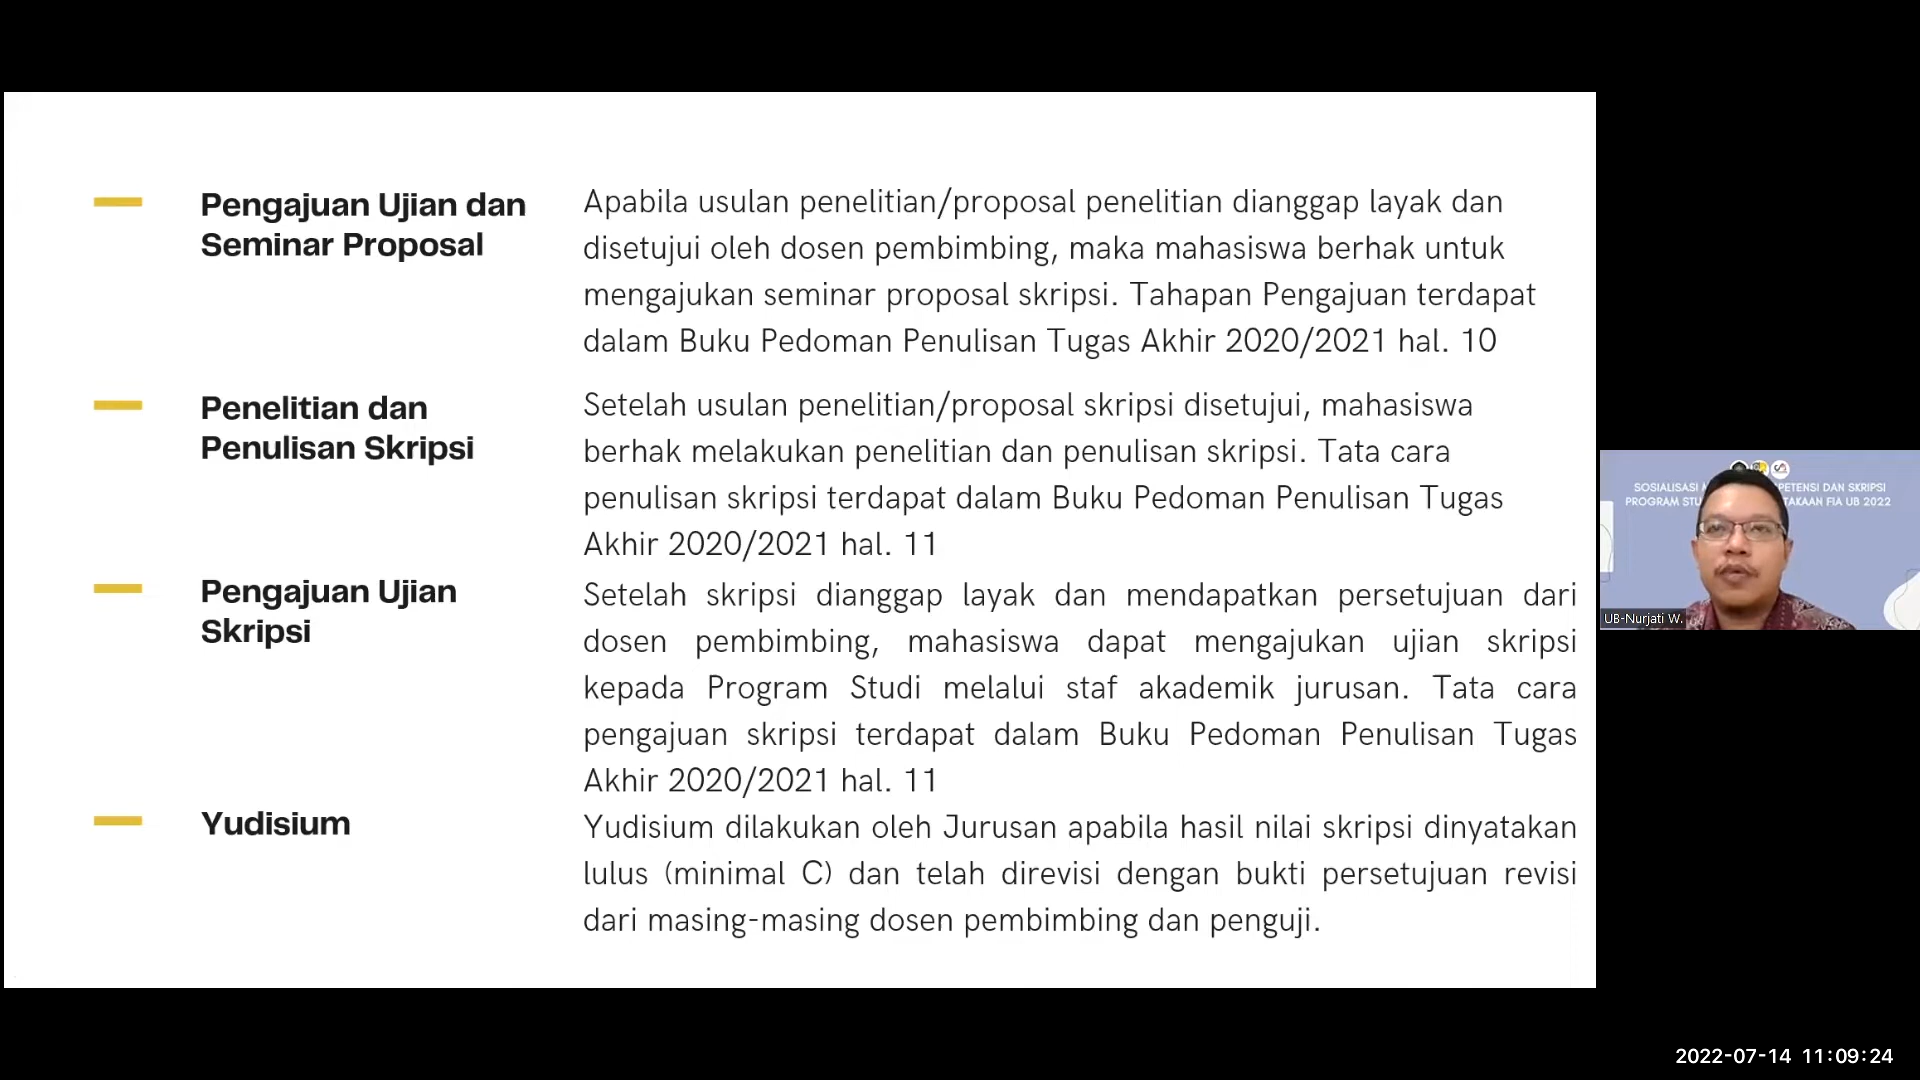 Pengajuan Ujian dan
Seminar Proposal
Apabila usulan penelitian/proposal penelitian dianggap layak dan
disetujui oleh dosen pembimbing, maka mahasiswa berhak untuk
mengajukan seminar proposal skripsi. Tahapan Pengajuan terdapat
dalam Buku Pedoman Penulisan Tugas Akhir 2020/2021 hal. 10
Penelitian dan
Penulisan Skripsi
Setelah usulan penelitian/proposal skripsi disetujui, mahasiswa
berhak melakukan penelitian dan penulisan skripsi. Tata cara
penulisan skripsi terdapat dalam Buku Pedoman Penulisan Tugas
Akhir 2020/2021 hal. 11
Pengajuan Ujian
Skripsi
Setelah skripsi dianggap layak dan mendapatkan persetujuan dari
dosen pembimbing, mahasiswa dapat mengajukan ujian skripsi
kepada Program Studi melalui staf akademik jurusan. Tata cara
pengajuan skripsi terdapat dalam Buku Pedoman Penulisan Tugas
Akhir 2020/2021 hal. 11
Yudisium
Yudisium dilakukan oleh Jurusan apabila hasil nilai skripsi dinyatakan
lulus (minimal C) dan telah direvisi dengan bukti persetujuan revisi
dari masing-masing dosen pembimbing dan penguji.
SOSIALISASI DAN SKRIPSI
PROGRAM FIA UB 2022
UB-Nurjati W.
2022-07-14 11:09:24